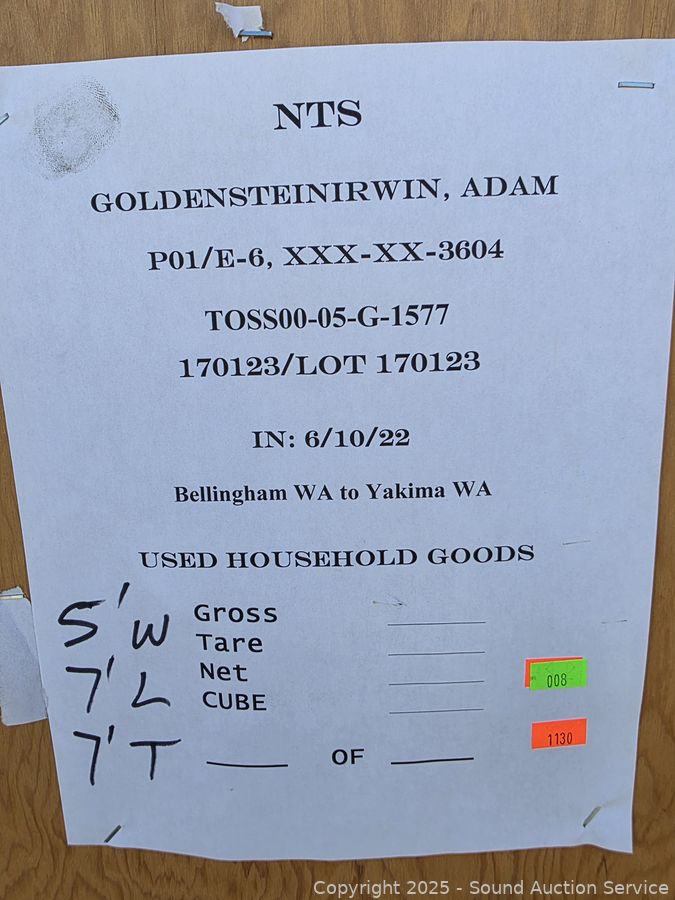 NTS
GOLDENSTEINIRWIN, ADAM
P01/E-6, XXX-XX-3604
TOSS00-05-G-1577
170123/LOT 170123
IN: 6/10/22
Bellingham WA to Yakima WA
USED HOUSEHOLD GOODS
5' W
7' L
7' T
Gross
Tare
Net
CUBE
OF
008
1130
Copyright 2025 - Sound Auction Service